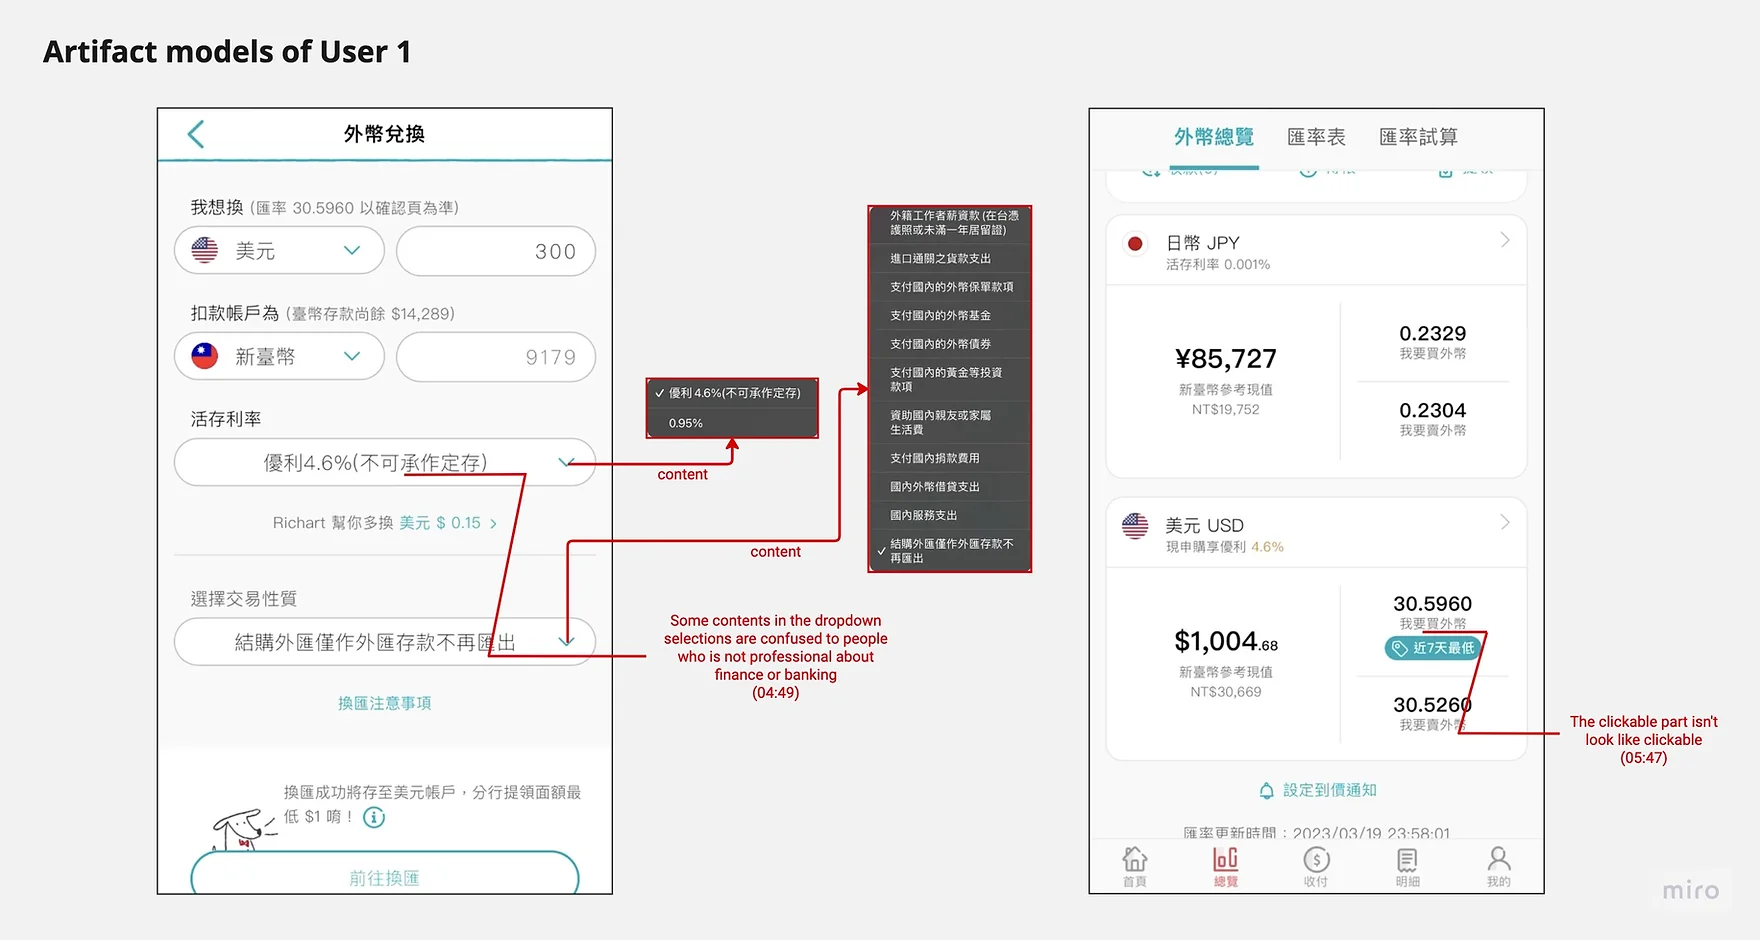 Artifact models of User 1
外幣兌換
我想換 (匯率 30.5960 以確認頁為準)
美元
300
扣款帳戶為 (臺幣存款尚餘 $14,289)
新臺幣
9179
活存利率
優利4.6%(不可承作定存)
Richart 幫你多換 美元 $ 0.15 >
選擇交易性質
結購外匯僅作外匯存款不再匯出
換匯注意事項
換匯成功將存至美元帳戶，分行提領面額最
低 $1 唷！
前往換匯
✓ 優利 4.6%(不可承作定存)
0.95%
content
content
外籍工作者薪資款 (在台憑
護照或未滿一年居留證)
進口通關之貨款支出
支付國內的外幣保單款項
支付國內的外幣基金
支付國內的外幣債券
支付國內的黃金等投資
款項
資助國內親友或家屬
生活費
支付國內捐款費用
國內外幣借貸支出
國內服務支出
✓ 結購外匯僅作外匯存款不
再匯出
Some contents in the dropdown
selections are confused to people
who is not professional about
finance or banking
(04:49)
外幣總覽
匯率表
匯率試算
日幣 JPY
活存利率 0.001%
¥85,727
新臺幣參考現值
NT$19,752
0.2329
我要買外幣
0.2304
我要賣外幣
美元 USD
現申購享優利 4.6%
$1,004.68
新臺幣參考現值
NT$30,669
30.5960
我要買外幣
近7天最低
30.5260
我要賣外幣
設定到價通知
匯率更新時間：2023/03/19 23:58:01
首頁
總覽
收付
明細
我的
The clickable part isn't
look like clickable
(05:47)
miro